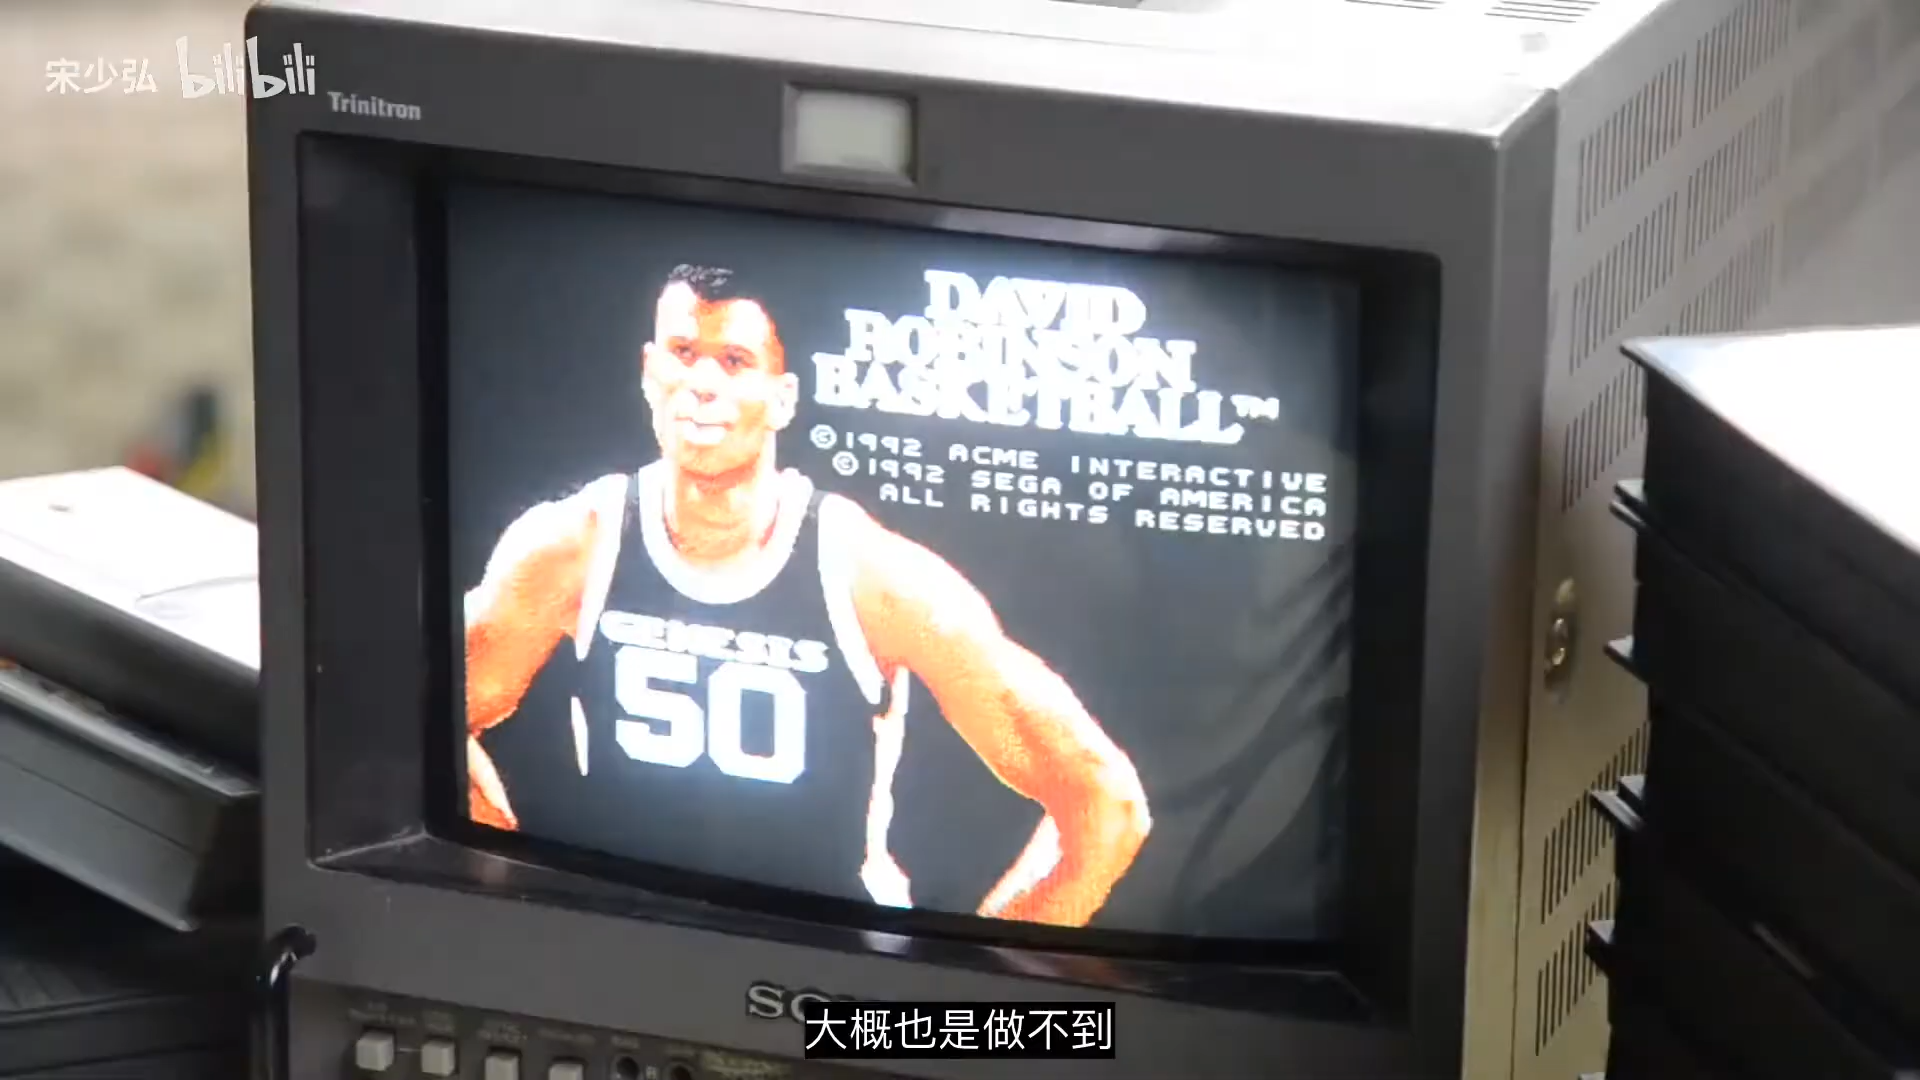 宋少弘 bilibili
Trinitron
DAVID
ROBINSON
BASKETBALL™
©1992 ACME INTERACTIVE
©1992 SEGA OF AMERICA
ALL RIGHTS RESERVED
GENESIS
50
大概也是做不到